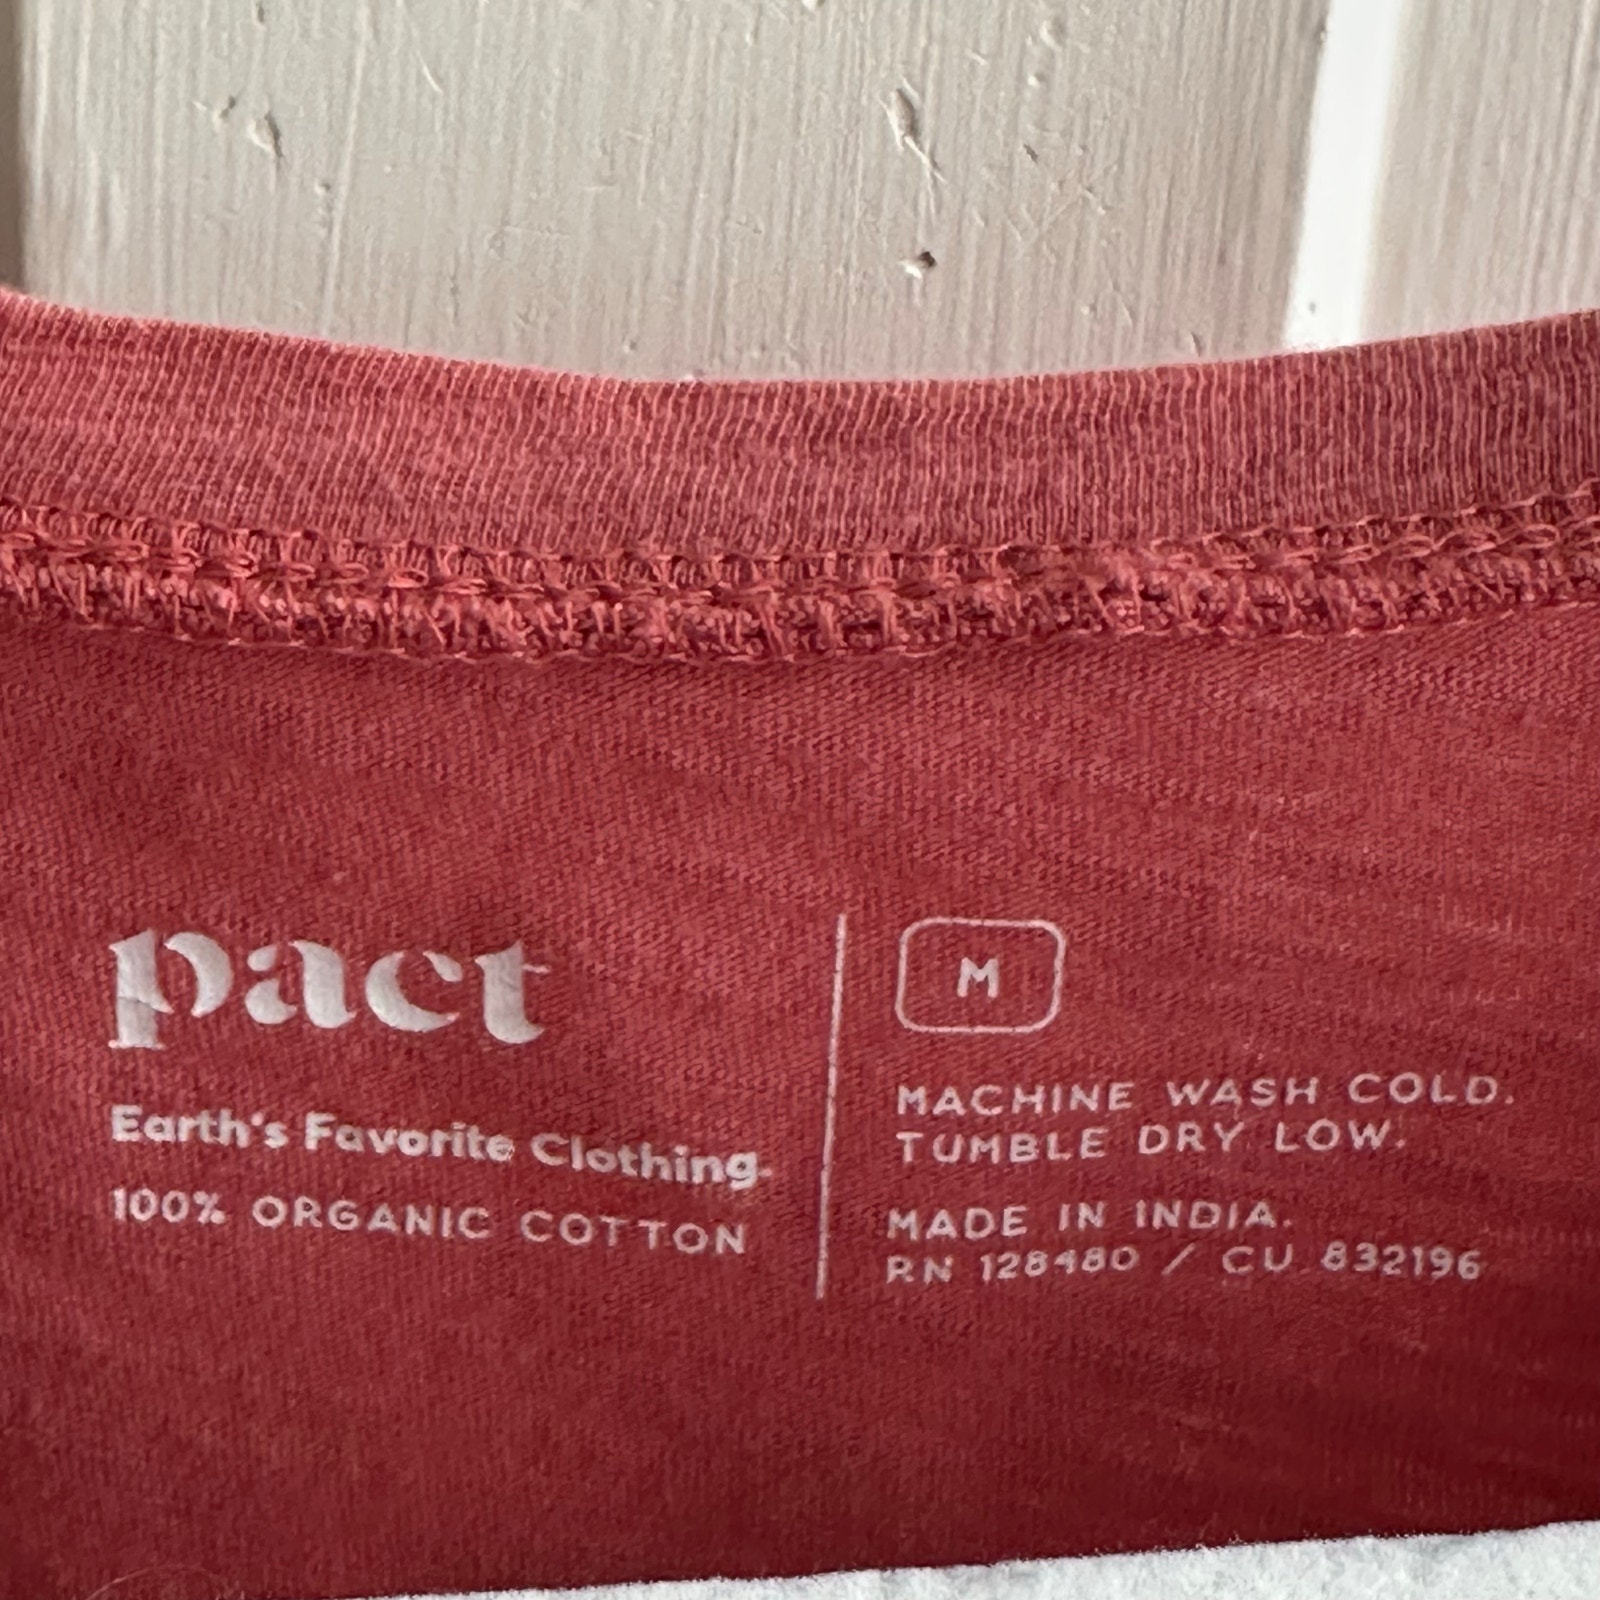 pact
Earth's Favorite Clothing.
100% ORGANIC COTTON
M
MACHINE WASH COLD.
TUMBLE DRY LOW.
MADE IN INDIA.
RN 128480 / CU 832196